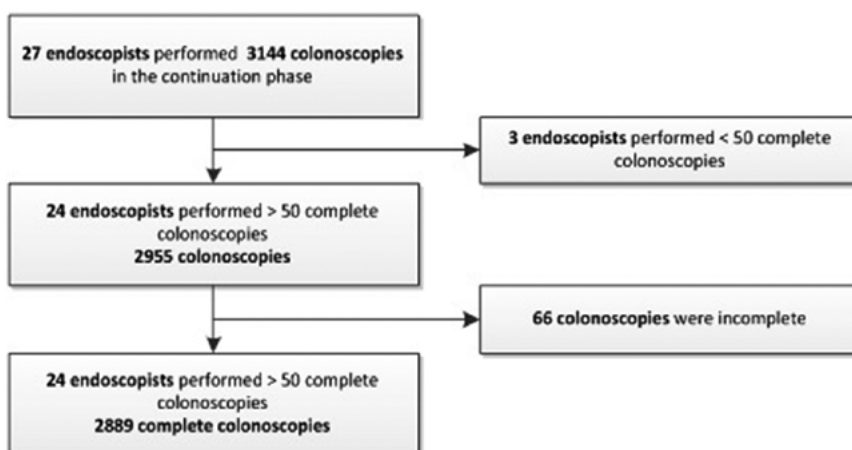 27 endoscopists performed 3144 colonoscopies
in the continuation phase
3 endoscopists performed < 50 complete
colonoscopies
24 endoscopists performed > 50 complete
colonoscopies
2955 colonoscopies
66 colonoscopies were incomplete
24 endoscopists performed > 50 complete
colonoscopies
2889 complete colonoscopies